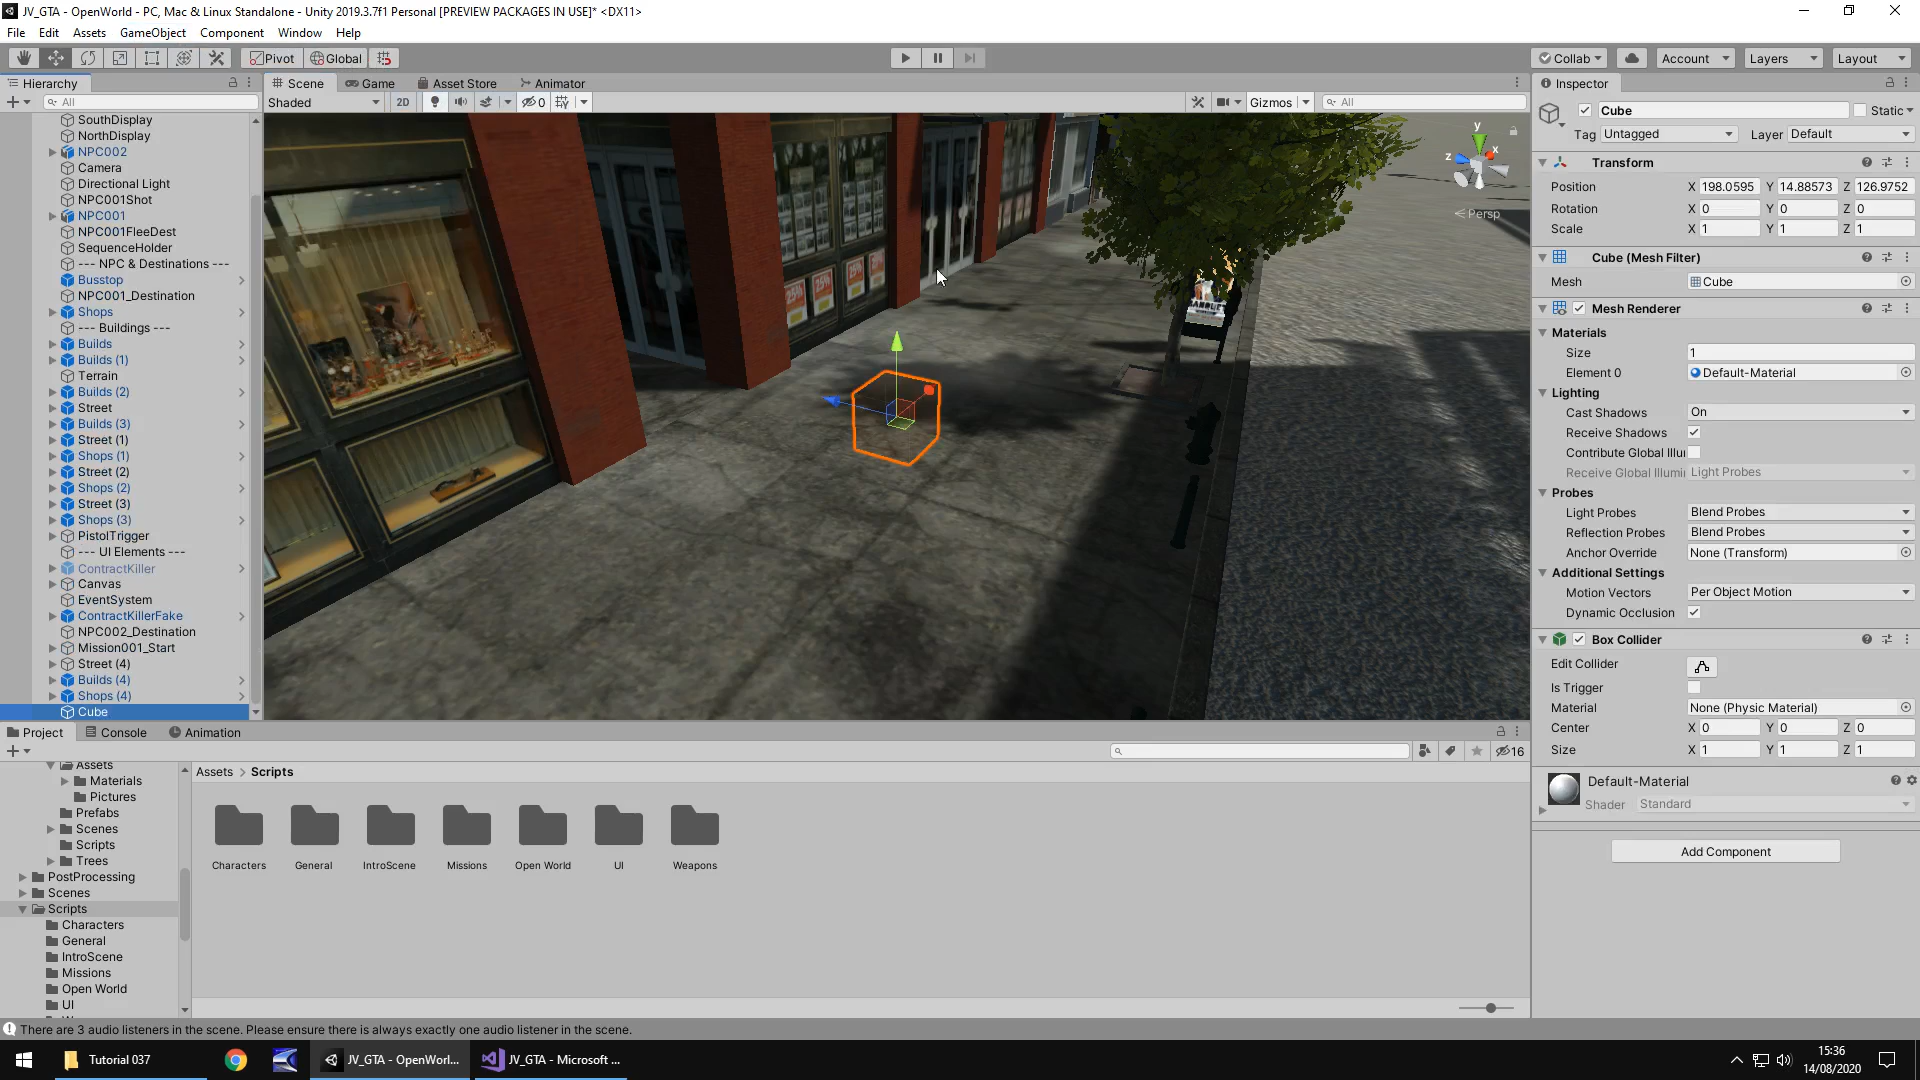 JV_GTA - OpenWorld - PC, Mac & Linux Standalone - Unity 2019.3.7f1 Personal [PREVIEW PACKAGES IN USE]* <DX11>
File Edit Assets GameObject Component Window Help
Pivot Global Collab Account Layers Layout
Hierarchy
All
SouthDisplay
NorthDisplay
NPC002
Camera
Directional Light
NPC001Shot
NPC001
NPC001FleeDest
SequenceHolder
--- NPC & Destinations ---
Busstop
NPC001_Destination
Shops
--- Buildings ---
Builds
Builds (1)
Terrain
Builds (2)
Street
Builds (3)
Street (1)
Shops (1)
Street (2)
Shops (2)
Street (3)
Shops (3)
PistolTrigger
--- UI Elements ---
ContractKiller
Canvas
EventSystem
ContractKillerFake
NPC002_Destination
Mission001_Start
Street (4)
Builds (4)
Shops (4)
Cube
Scene Game Asset Store Animator
Shaded 2D 0 Gizmos All
y
x
z
Persp
25%
25%
Inspector
Cube Static
Tag Untagged Layer Default
Transform
Position X 198.0595 Y 14.88573 Z 126.9752
Rotation X 0 Y 0 Z 0
Scale X 1 Y 1 Z 1
Cube (Mesh Filter)
Mesh Cube
Mesh Renderer
Materials
Size 1
Element 0 Default-Material
Lighting
Cast Shadows On
Receive Shadows
Contribute Global Illu
Receive Global Illumi Light Probes
Probes
Light Probes Blend Probes
Reflection Probes Blend Probes
Anchor Override None (Transform)
Additional Settings
Motion Vectors Per Object Motion
Dynamic Occlusion
Box Collider
Edit Collider
Is Trigger
Material None (Physic Material)
Center X 0 Y 0 Z 0
Size X 1 Y 1 Z 1
Default-Material
Shader Standard
Add Component
Project Console Animation
16
Assets
Materials
Pictures
Prefabs
Scenes
Scripts
Trees
PostProcessing
Scenes
Scripts
Characters
General
IntroScene
Missions
Open World
UI
Assets > Scripts
Characters General IntroScene Missions Open World UI Weapons
There are 3 audio listeners in the scene. Please ensure there is always exactly one audio listener in the scene.
Tutorial 037
JV_GTA - OpenWorl...
JV_GTA - Microsoft ...
15:36
14/08/2020